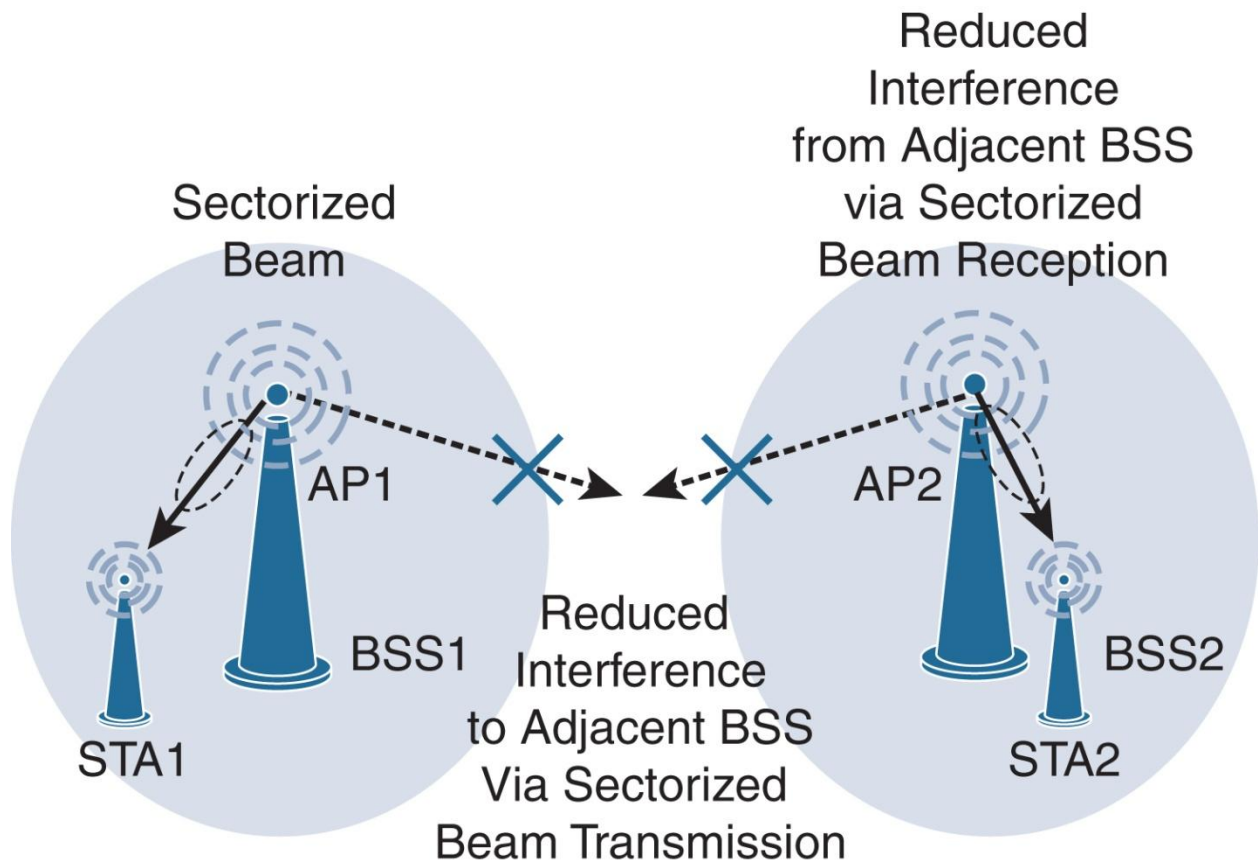 Sectorized
Beam
Reduced
Interference
from Adjacent BSS
via Sectorized
Beam Reception
AP1
AP2
BSS1
BSS2
STA1
STA2
Reduced
Interference
to Adjacent BSS
Via Sectorized
Beam Transmission